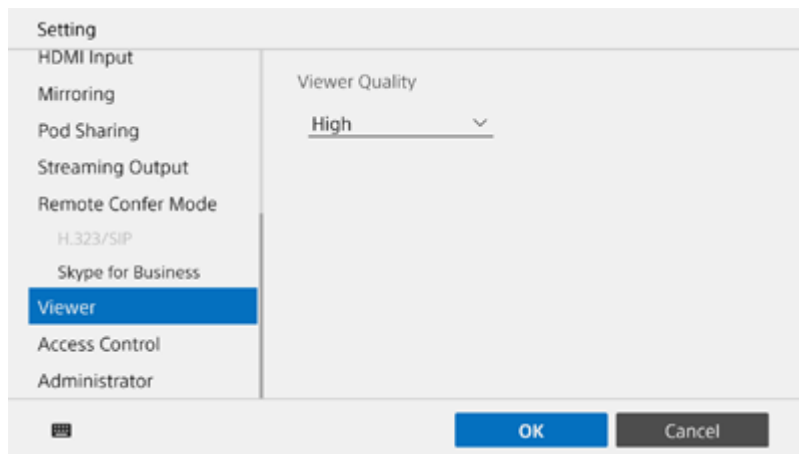 Setting
HDMI Input
Mirroring
Pod Sharing
Streaming Output
Remote Confer Mode
H.323/SIP
Skype for Business
Viewer
Access Control
Administrator
Viewer Quality
High
OK
Cancel